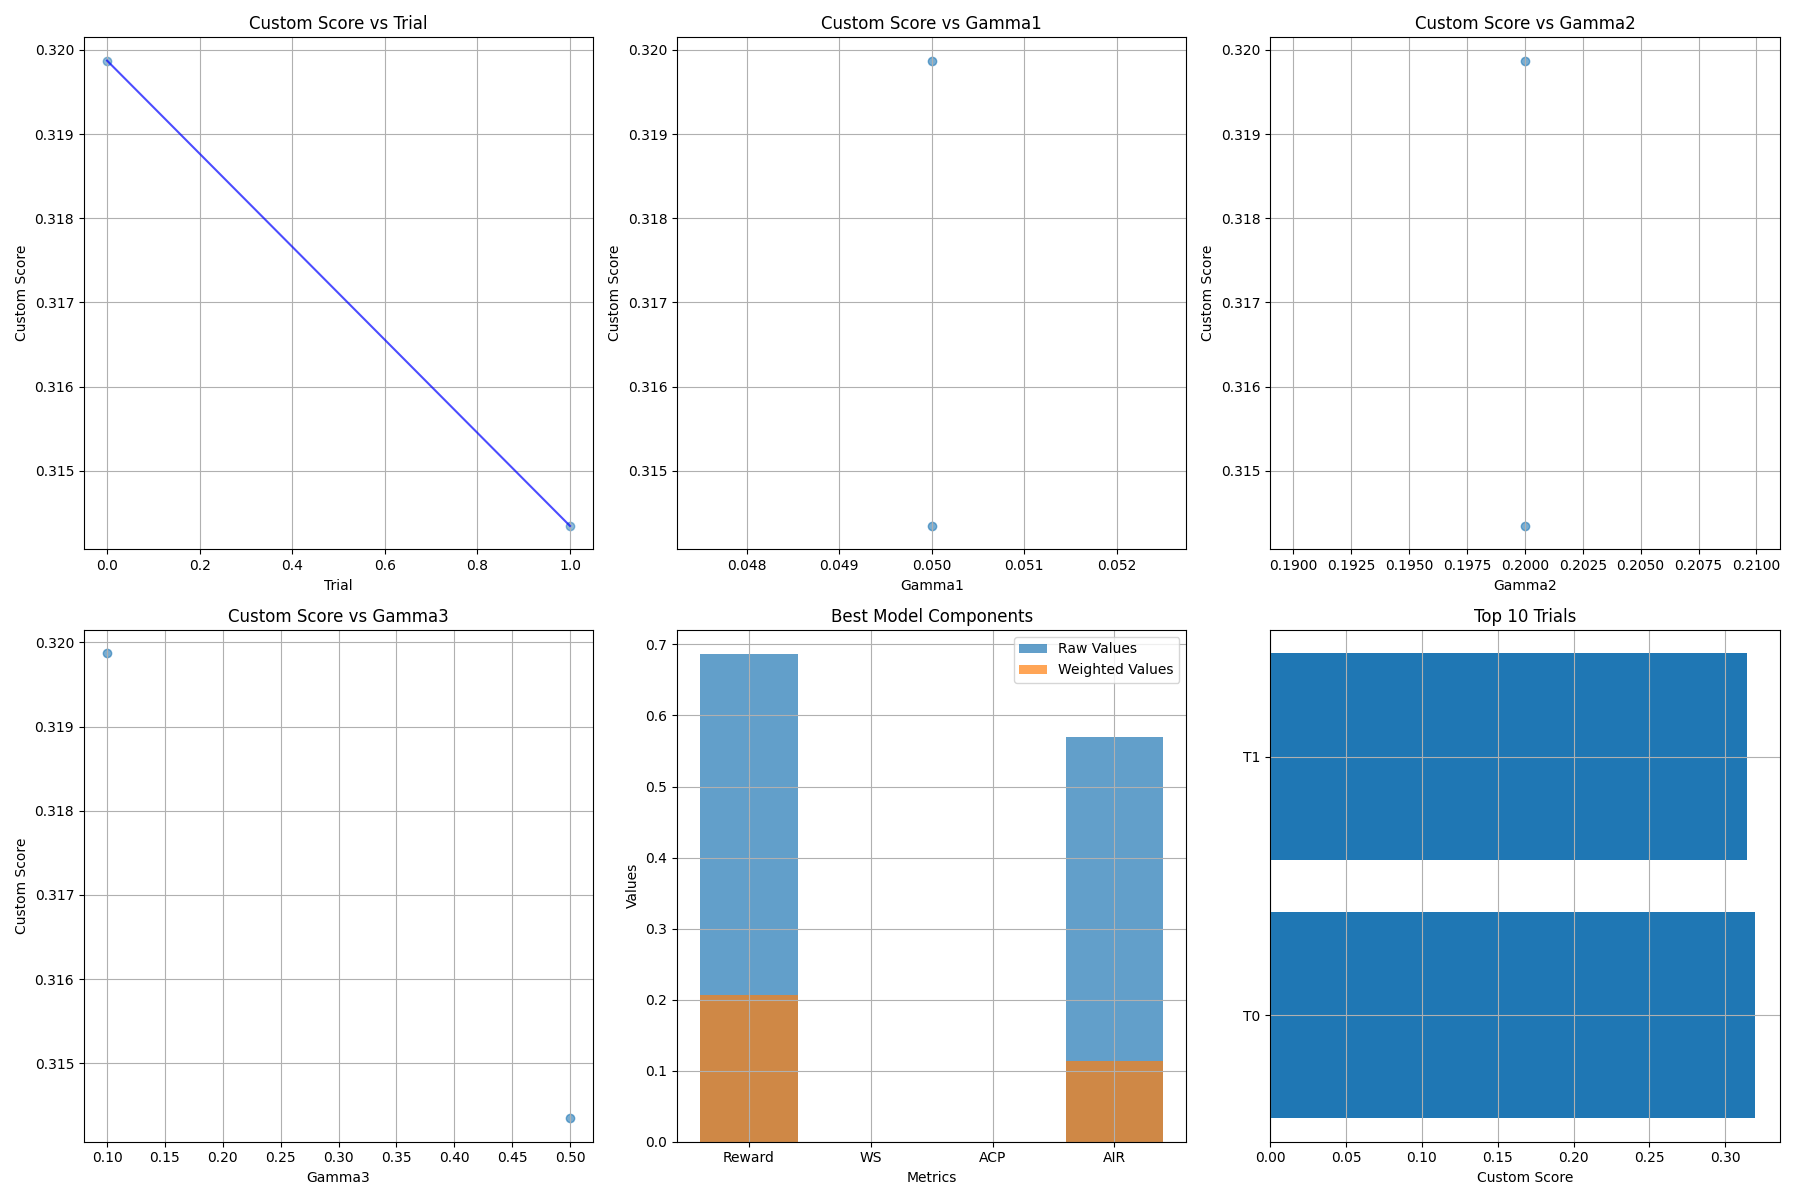 Custom Score vs Trial
Custom Score
0.320
0.319
0.318
0.317
0.316
0.315
0.0 0.2 0.4 0.6 0.8 1.0
Trial
Custom Score vs Gamma1
Custom Score
0.320
0.319
0.318
0.317
0.316
0.315
0.048 0.049 0.050 0.051 0.052
Gamma1
Custom Score vs Gamma2
Custom Score
0.320
0.319
0.318
0.317
0.316
0.315
0.1900 0.1925 0.1950 0.1975 0.2000 0.2025 0.2050 0.2075 0.2100
Gamma2
Custom Score vs Gamma3
Custom Score
0.320
0.319
0.318
0.317
0.316
0.315
0.10 0.15 0.20 0.25 0.30 0.35 0.40 0.45 0.50
Gamma3
Best Model Components
Values
0.7
0.6
0.5
0.4
0.3
0.2
0.1
0.0
Raw Values
Weighted Values
Reward WS ACP AIR
Metrics
Top 10 Trials
T1
T0
0.00 0.05 0.10 0.15 0.20 0.25 0.30
Custom Score